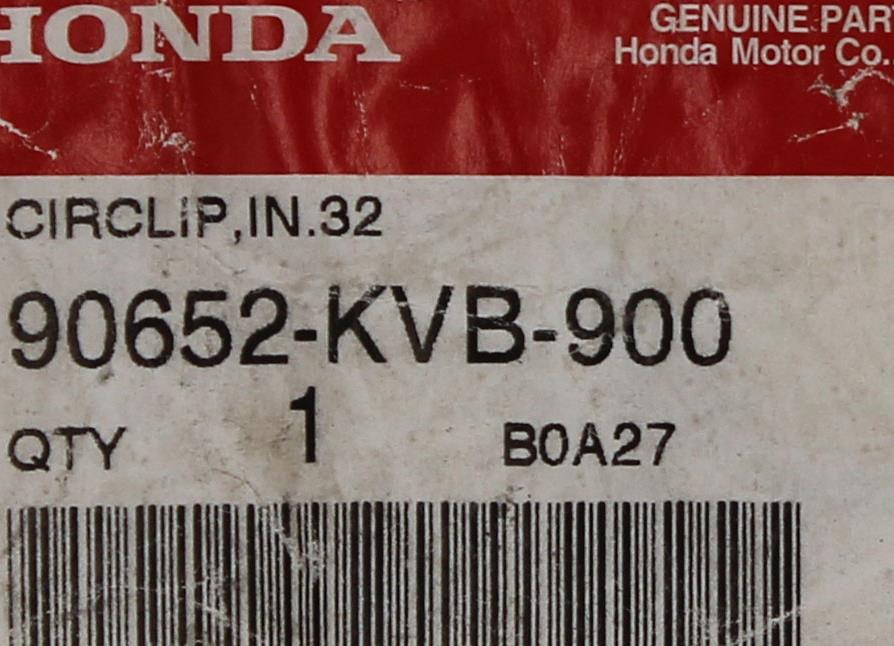 HONDA
GENUINE PAR
Honda Motor Co.
CIRCLIP,IN.32
90652-KVB-900
QTY 1 B0A27